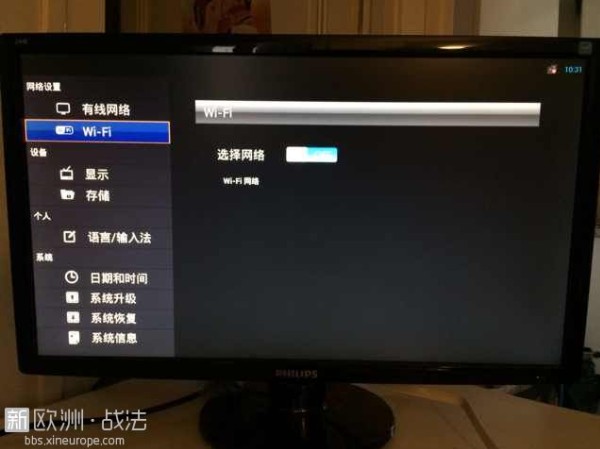 10:31
网络设置
有线网络
Wi-Fi
设备
显示
存储
个人
语言/输入法
系统
日期和时间
系统升级
系统恢复
系统信息
Wi-Fi
选择网络
Wi-Fi 网络
PHILIPS
新欧洲·战法
bbs.xineurope.com